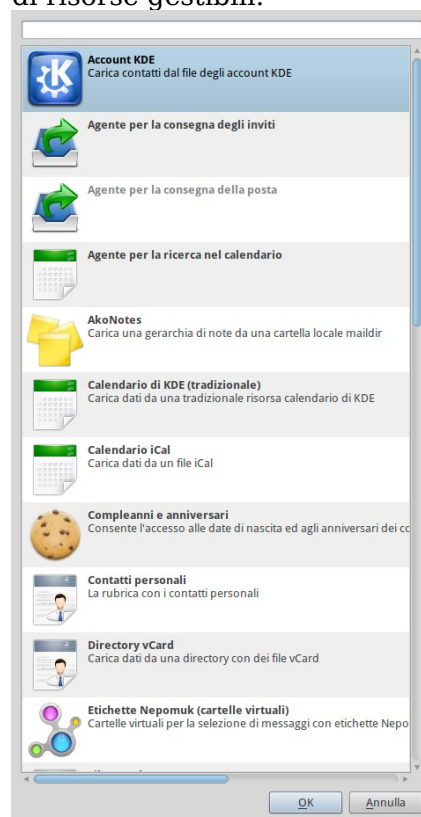 di risorse gestibili.
Account KDE
Carica contatti dal file degli account KDE
Agente per la consegna degli inviti
Agente per la consegna della posta
Agente per la ricerca nel calendario
AkoNotes
Carica una gerarchia di note da una cartella locale maildir
Calendario di KDE (tradizionale)
Carica dati da una tradizionale risorsa calendario di KDE
Calendario iCal
Carica dati da un file iCal
Compleanni e anniversari
Consente l'accesso alle date di nascita ed agli anniversari dei
Contatti personali
La rubrica con i contatti personali
Directory vCard
Carica dati da una directory con dei file vCard
Etichette Nepomuk (cartelle virtuali)
Cartelle virtuali per la selezione di messaggi con etichette Nepo
OK
Annulla